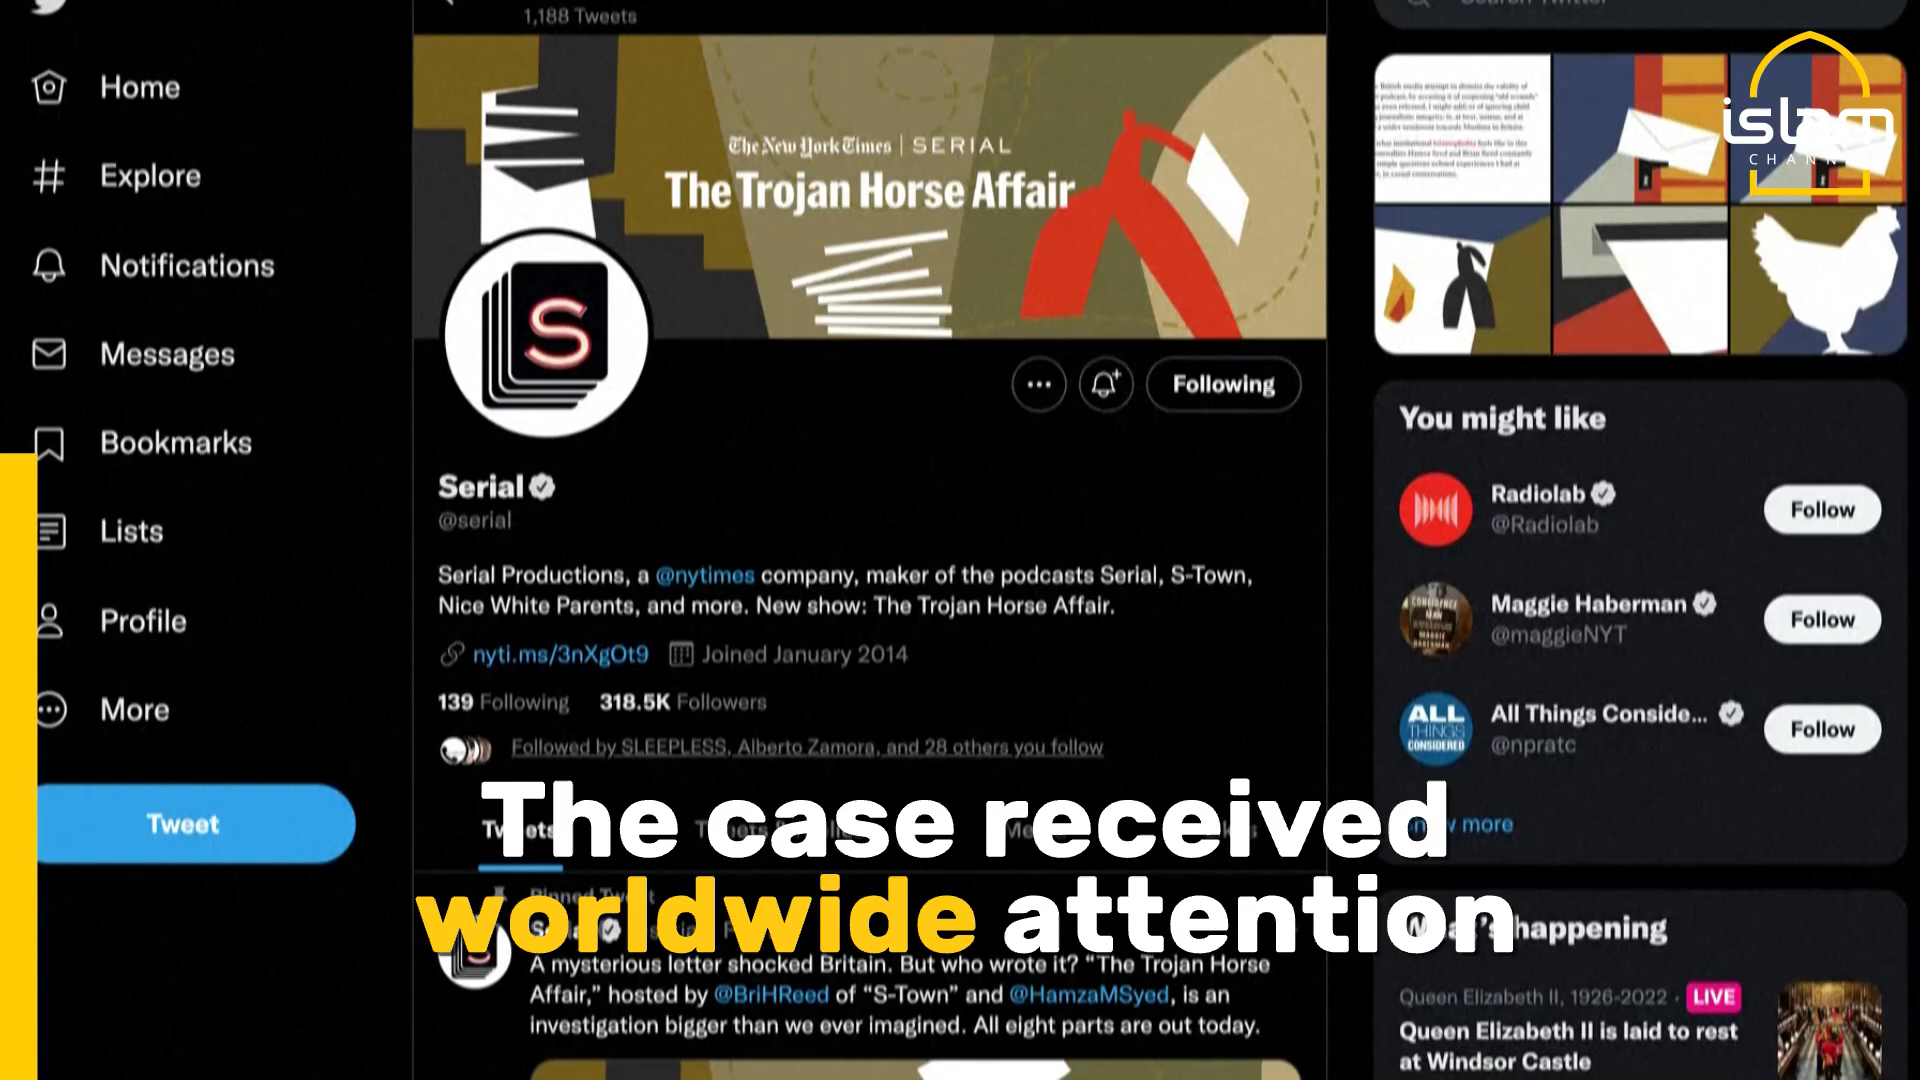 1,188 Tweets
Home
Explore
Notifications
Messages
Bookmarks
Lists
Profile
More
Tweet
The New York Times | SERIAL
The Trojan Horse Affair
S
Following
Serial
@serial
Serial Productions, a @nytimes company, maker of the podcasts Serial, S-Town,
Nice White Parents, and more. New show: The Trojan Horse Affair.
nyti.ms/3nXgOt9 Joined January 2014
139 Following 318.5K Followers
Followed by SLEEPLESS, Alberto Zamora, and 28 others you follow
The case received
worldwide attention
A mysterious letter shocked Britain. But who wrote it? “The Trojan Horse
Affair,” hosted by @BriHReed of “S-Town” and @HamzaMSyed, is an
investigation bigger than we ever imagined. All eight parts are out today.
Search Twitter
islam
CHANNEL
You might like
Radiolab
@Radiolab
Follow
Maggie Haberman
@maggieNYT
Follow
ALL
THINGS
CONSIDERED
All Things Conside...
@npratc
Follow
more
happening
Queen Elizabeth II, 1926-2022 · LIVE
Queen Elizabeth II is laid to rest
at Windsor Castle